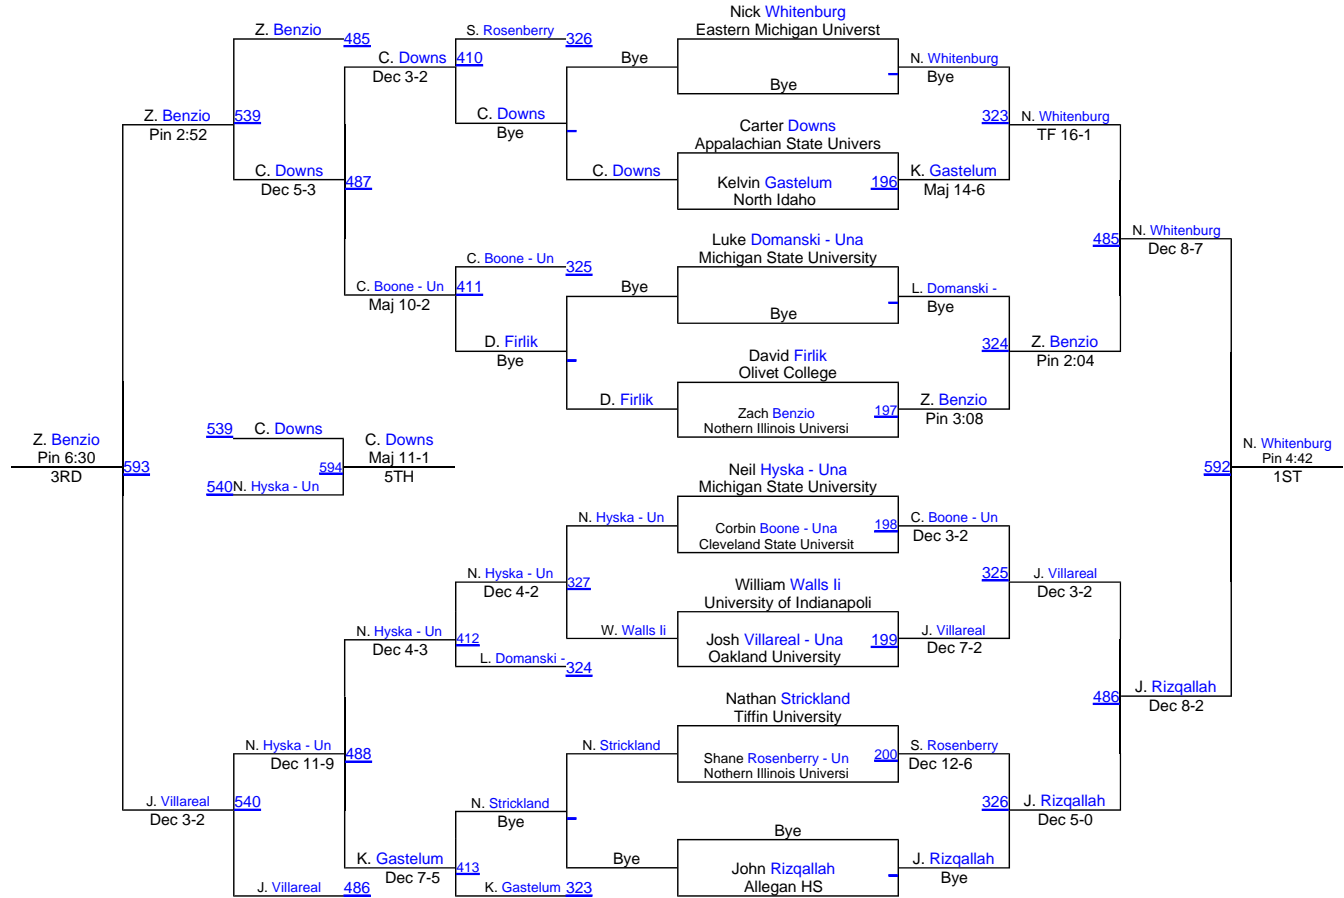 Nick Whitenburg
Eastern Michigan Universt
Z. Benzio
485
S. Rosenberry
326
C. Downs
410
Dec 3-2
Bye
N. Whitenburg
Bye
Bye
Z. Benzio
539
Pin 2:52
C. Downs
Bye
Carter Downs
Appalachian State Univers
323
N. Whitenburg
TF 16-1
C. Downs
487
Dec 5-3
C. Downs
Kelvin Gastelum
196
North Idaho
K. Gastelum
Maj 14-6
Luke Domanski - Una
Michigan State University
485
N. Whitenburg
Dec 8-7
C. Boone - Un
325
C. Boone - Un
411
Maj 10-2
Bye
L. Domanski -
Bye
Bye
D. Firlik
Bye
David Firlik
Olivet College
324
Z. Benzio
Pin 2:04
D. Firlik
Zach Benzio
197
Nothern Illinois Universi
Z. Benzio
Pin 3:08
539
C. Downs
Z. Benzio
Pin 6:30
3RD
593
594
C. Downs
Maj 11-1
5TH
540
N. Hyska - Un
592
N. Whitenburg
Pin 4:42
1ST
Neil Hyska - Una
Michigan State University
N. Hyska - Un
Corbin Boone - Una
198
Cleveland State Universit
C. Boone - Un
Dec 3-2
N. Hyska - Un
327
Dec 4-2
William Walls Ii
University of Indianapoli
325
J. Villareal
Dec 3-2
N. Hyska - Un
412
Dec 4-3
W. Walls Ii
Josh Villareal - Una
199
Oakland University
J. Villareal
Dec 7-2
L. Domanski -
324
Nathan Strickland
Tiffin University
486
J. Rizqallah
Dec 8-2
N. Hyska - Un
488
Dec 11-9
N. Strickland
Shane Rosenberry - Un
200
Nothern Illinois Universi
S. Rosenberry
Dec 12-6
J. Villareal
540
Dec 3-2
N. Strickland
Bye
Bye
326
J. Rizqallah
Dec 5-0
K. Gastelum
413
Dec 7-5
Bye
John Rizqallah
Allegan HS
J. Rizqallah
Bye
J. Villareal
486
K. Gastelum
323